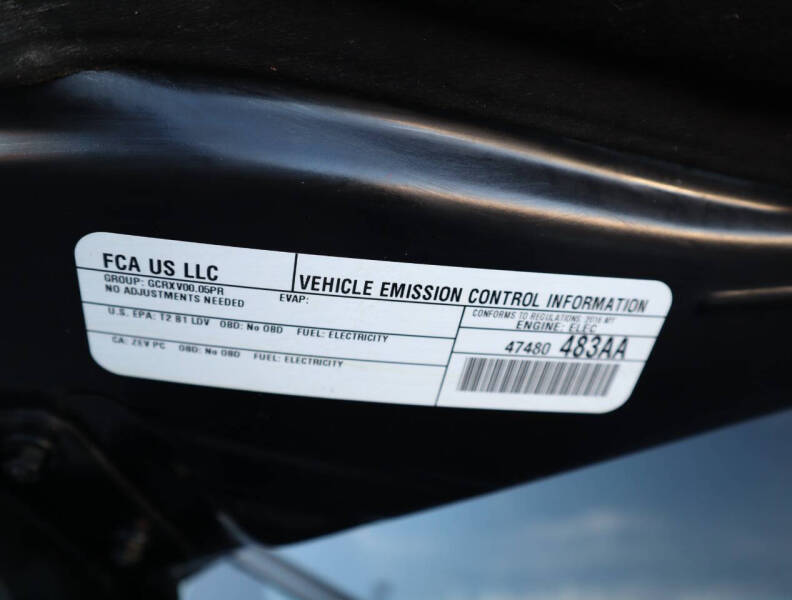 FCA US LLC
GROUP: GCRXV00.05PR
NO ADJUSTMENTS NEEDED
EVAP:
VEHICLE EMISSION CONTROL INFORMATION
CONFORMS TO REGULATIONS: 2016 MY
ENGINE: ELEC
U.S. EPA: T2 B1 LDV OBD: No OBD FUEL: ELECTRICITY
CA: ZEV PC OBD: No OBD FUEL: ELECTRICITY
47480 483AA